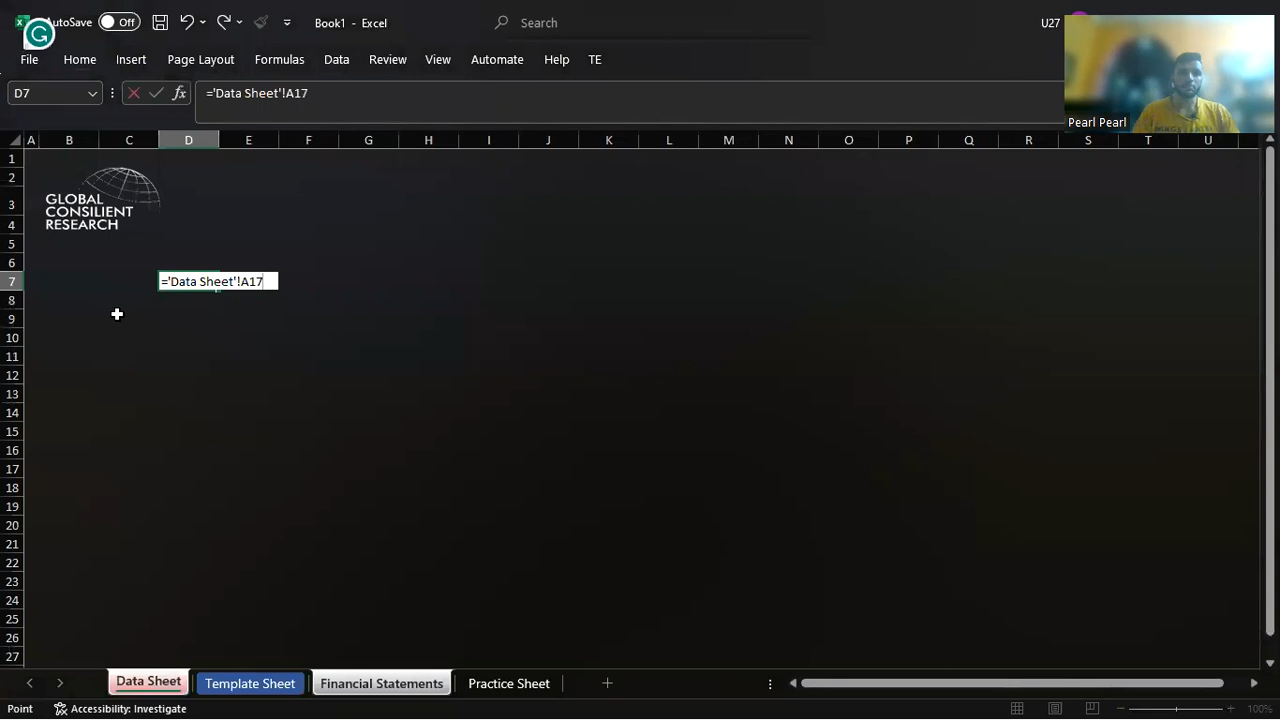 AutoSave Off Book1 - Excel Search U27
File Home Insert Page Layout Formulas Data Review View Automate Help TE
D7 fx ='Data Sheet'!A17
Pearl Pearl
A B C D E F G H I J K L M N O P Q R S T U
1
2
3
4
5
6
7
8
9
10
11
12
13
14
15
16
17
18
19
20
21
22
23
24
25
26
27
GLOBAL
CONSILIENT
RESEARCH
='Data Sheet'!A17
Data Sheet Template Sheet Financial Statements Practice Sheet
Point Accessibility: Investigate 100%